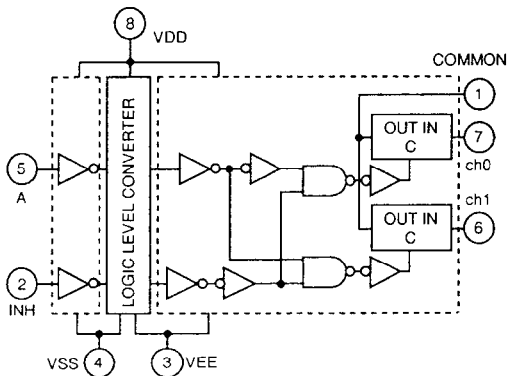 8
VDD
COMMON
1
OUT IN
C
7
ch0
5
A
LOGIC LEVEL CONVERTER
ch1
OUT IN
C
6
2
INH
VSS
4
3
VEE